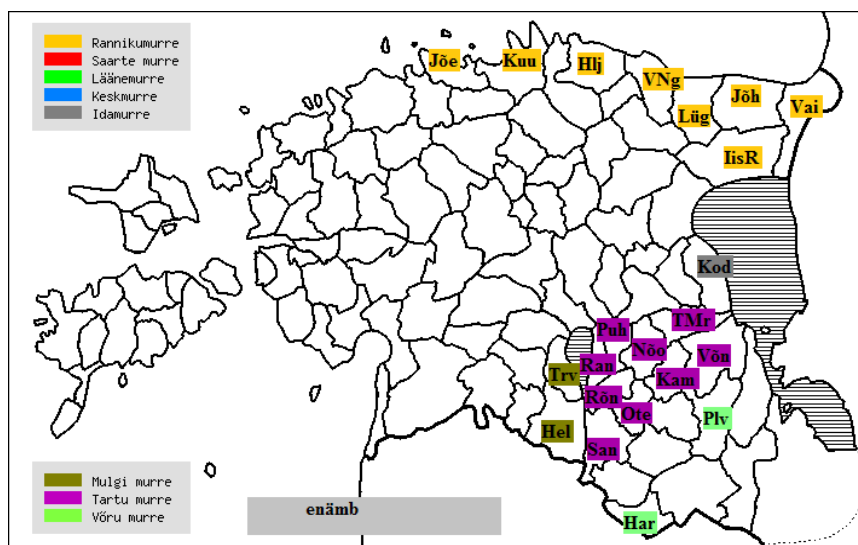 Rannikumurre
Saarte murre
Läänemurre
Keskmurre
Idamurre
Jõe Kuu Hlj
VNg Jõh Vai
Lüg
IisR
Kod
Puh TMr
Nõo Võn
Trv Ran Kam
Rõn
Ote Plv
Hel San
Har
Mulgi murre
Tartu murre
Võru murre
enämb